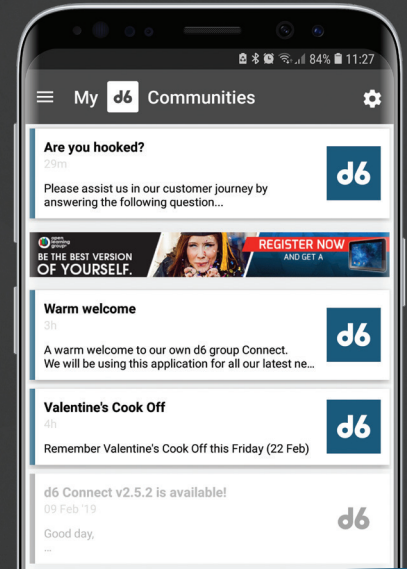 84% 11:27
My d6 Communities
Are you hooked?
29m
Please assist us in our customer journey by
answering the following question...
d6
open
learning
group
BE THE BEST VERSION
OF YOURSELF.
REGISTER NOW
AND GET A
Warm welcome
3h
A warm welcome to our own d6 group Connect.
We will be using this application for all our latest ne...
d6
Valentine's Cook Off
4h
Remember Valentine's Cook Off this Friday (22 Feb)
d6
d6 Connect v2.5.2 is available!
09 Feb '19
Good day,
...
d6